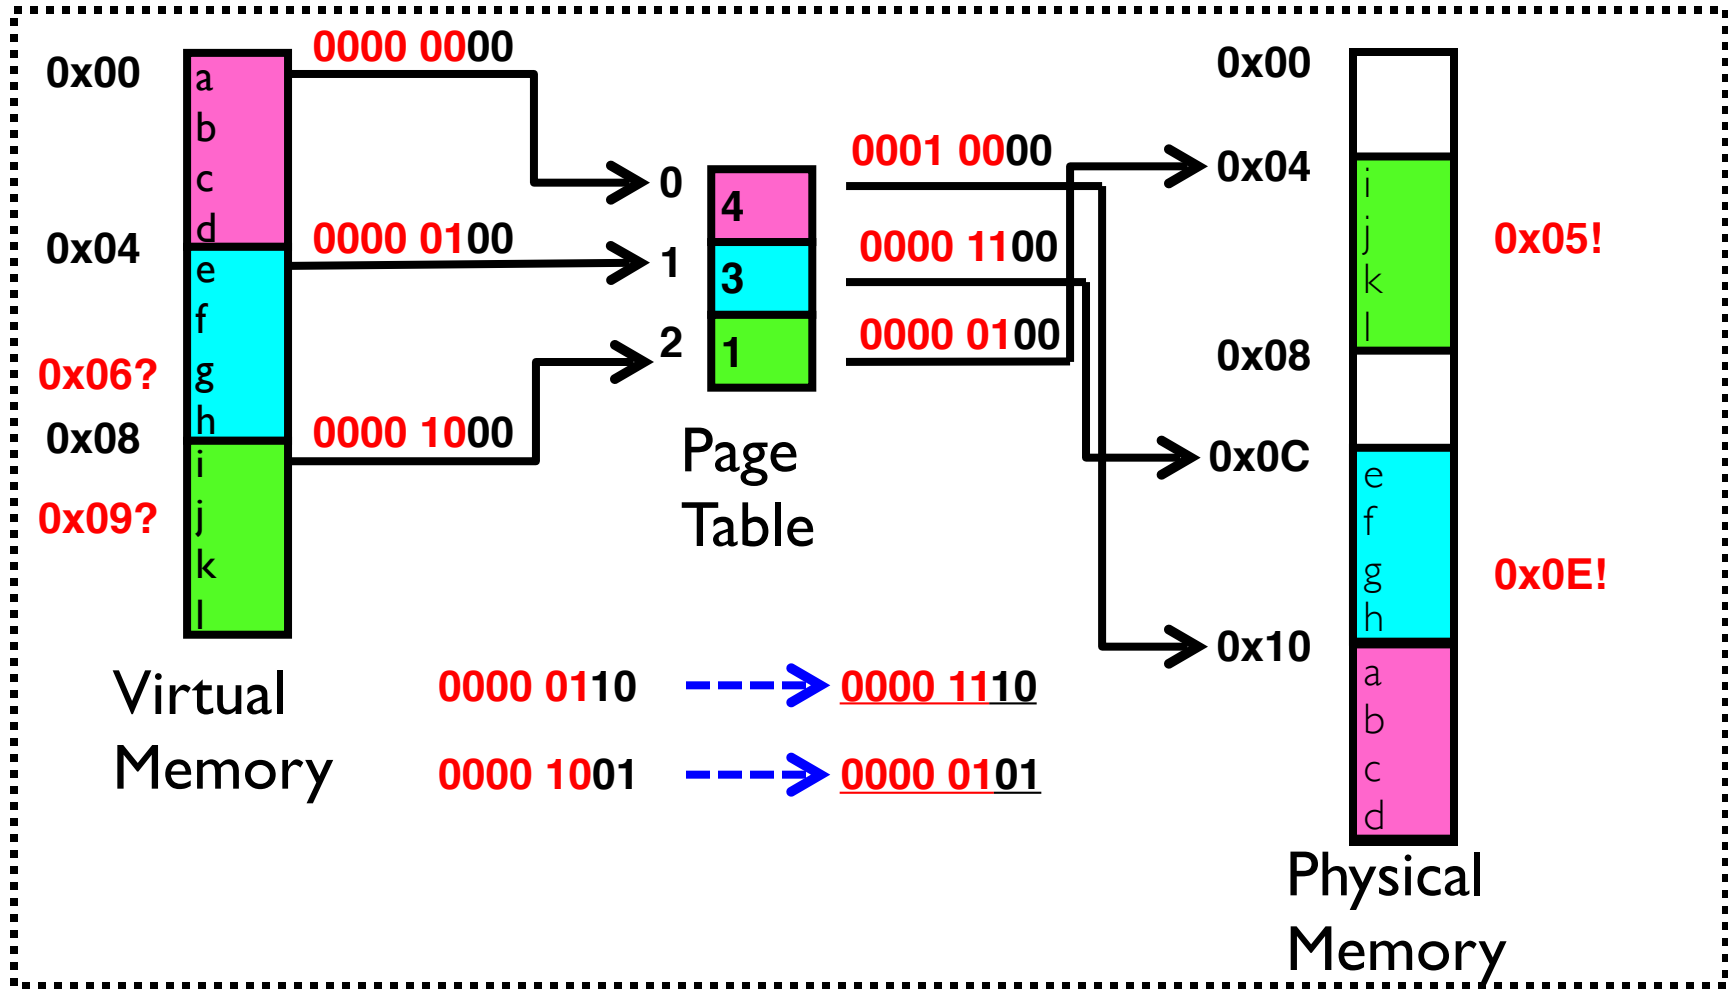 0x00
a
b
c
d
0x04
e
f
0x06?
g
h
0x08
i
0x09?
j
k
l
Virtual
Memory
0000 0000
0000 0100
0000 1000
0
1
2
4
3
1
Page
Table
0001 0000
0000 1100
0000 0100
0000 0110
0000 1110
0000 1001
0000 0101
0x00
0x04
i
j
k
l
0x05!
0x08
0x0C
e
f
g
h
0x0E!
0x10
a
b
c
d
Physical
Memory